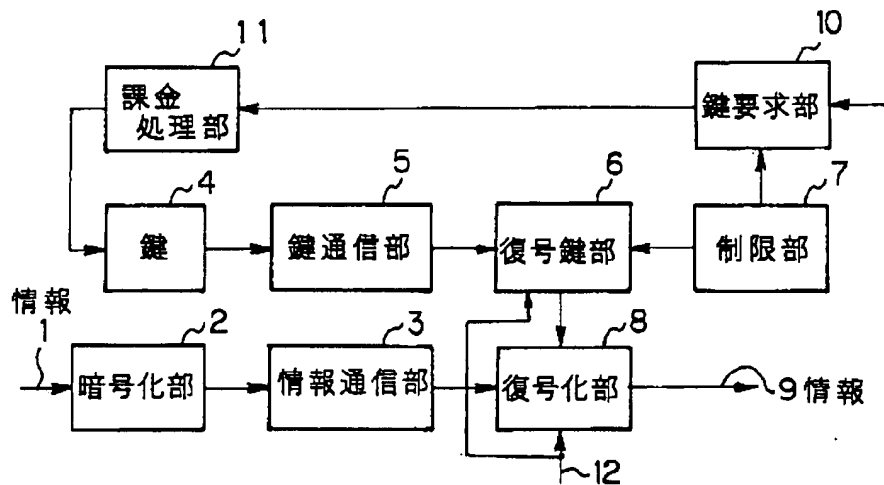 11
10
課金
処理部
鍵要求部
4
5
6
7
鍵
鍵通信部
復号鍵部
制限部
情報
1
2
3
8
暗号化部
情報通信部
復号化部
9情報
12